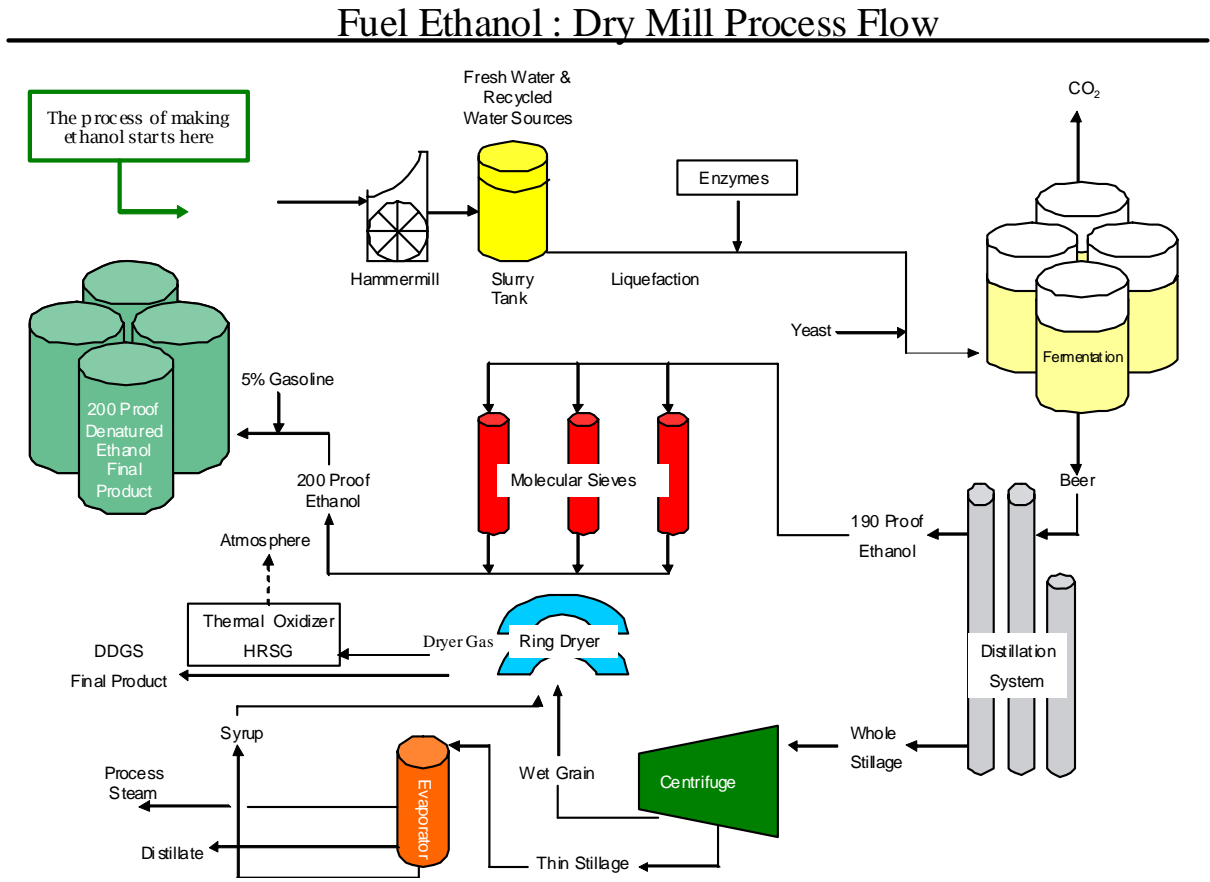 Fuel Ethanol : Dry Mill Process Flow
The process of making
ethanol starts here
Fresh Water &
Recycled
Water Sources
CO2
Enzymes
Hammermill
Slurry
Tank
Liquefaction
Yeast
Fermentation
5% Gasoline
200 Proof
Denatured
Ethanol
Final
Product
200 Proof
Ethanol
Molecular Sieves
Beer
190 Proof
Ethanol
Atmosphere
Thermal Oxidizer
HRSG
Dryer Gas
Ring Dryer
DDGS
Final Product
Distillation
System
Syrup
Whole
Stillage
Process
Steam
Evaporator
Wet Grain
Centrifuge
Distillate
Thin Stillage